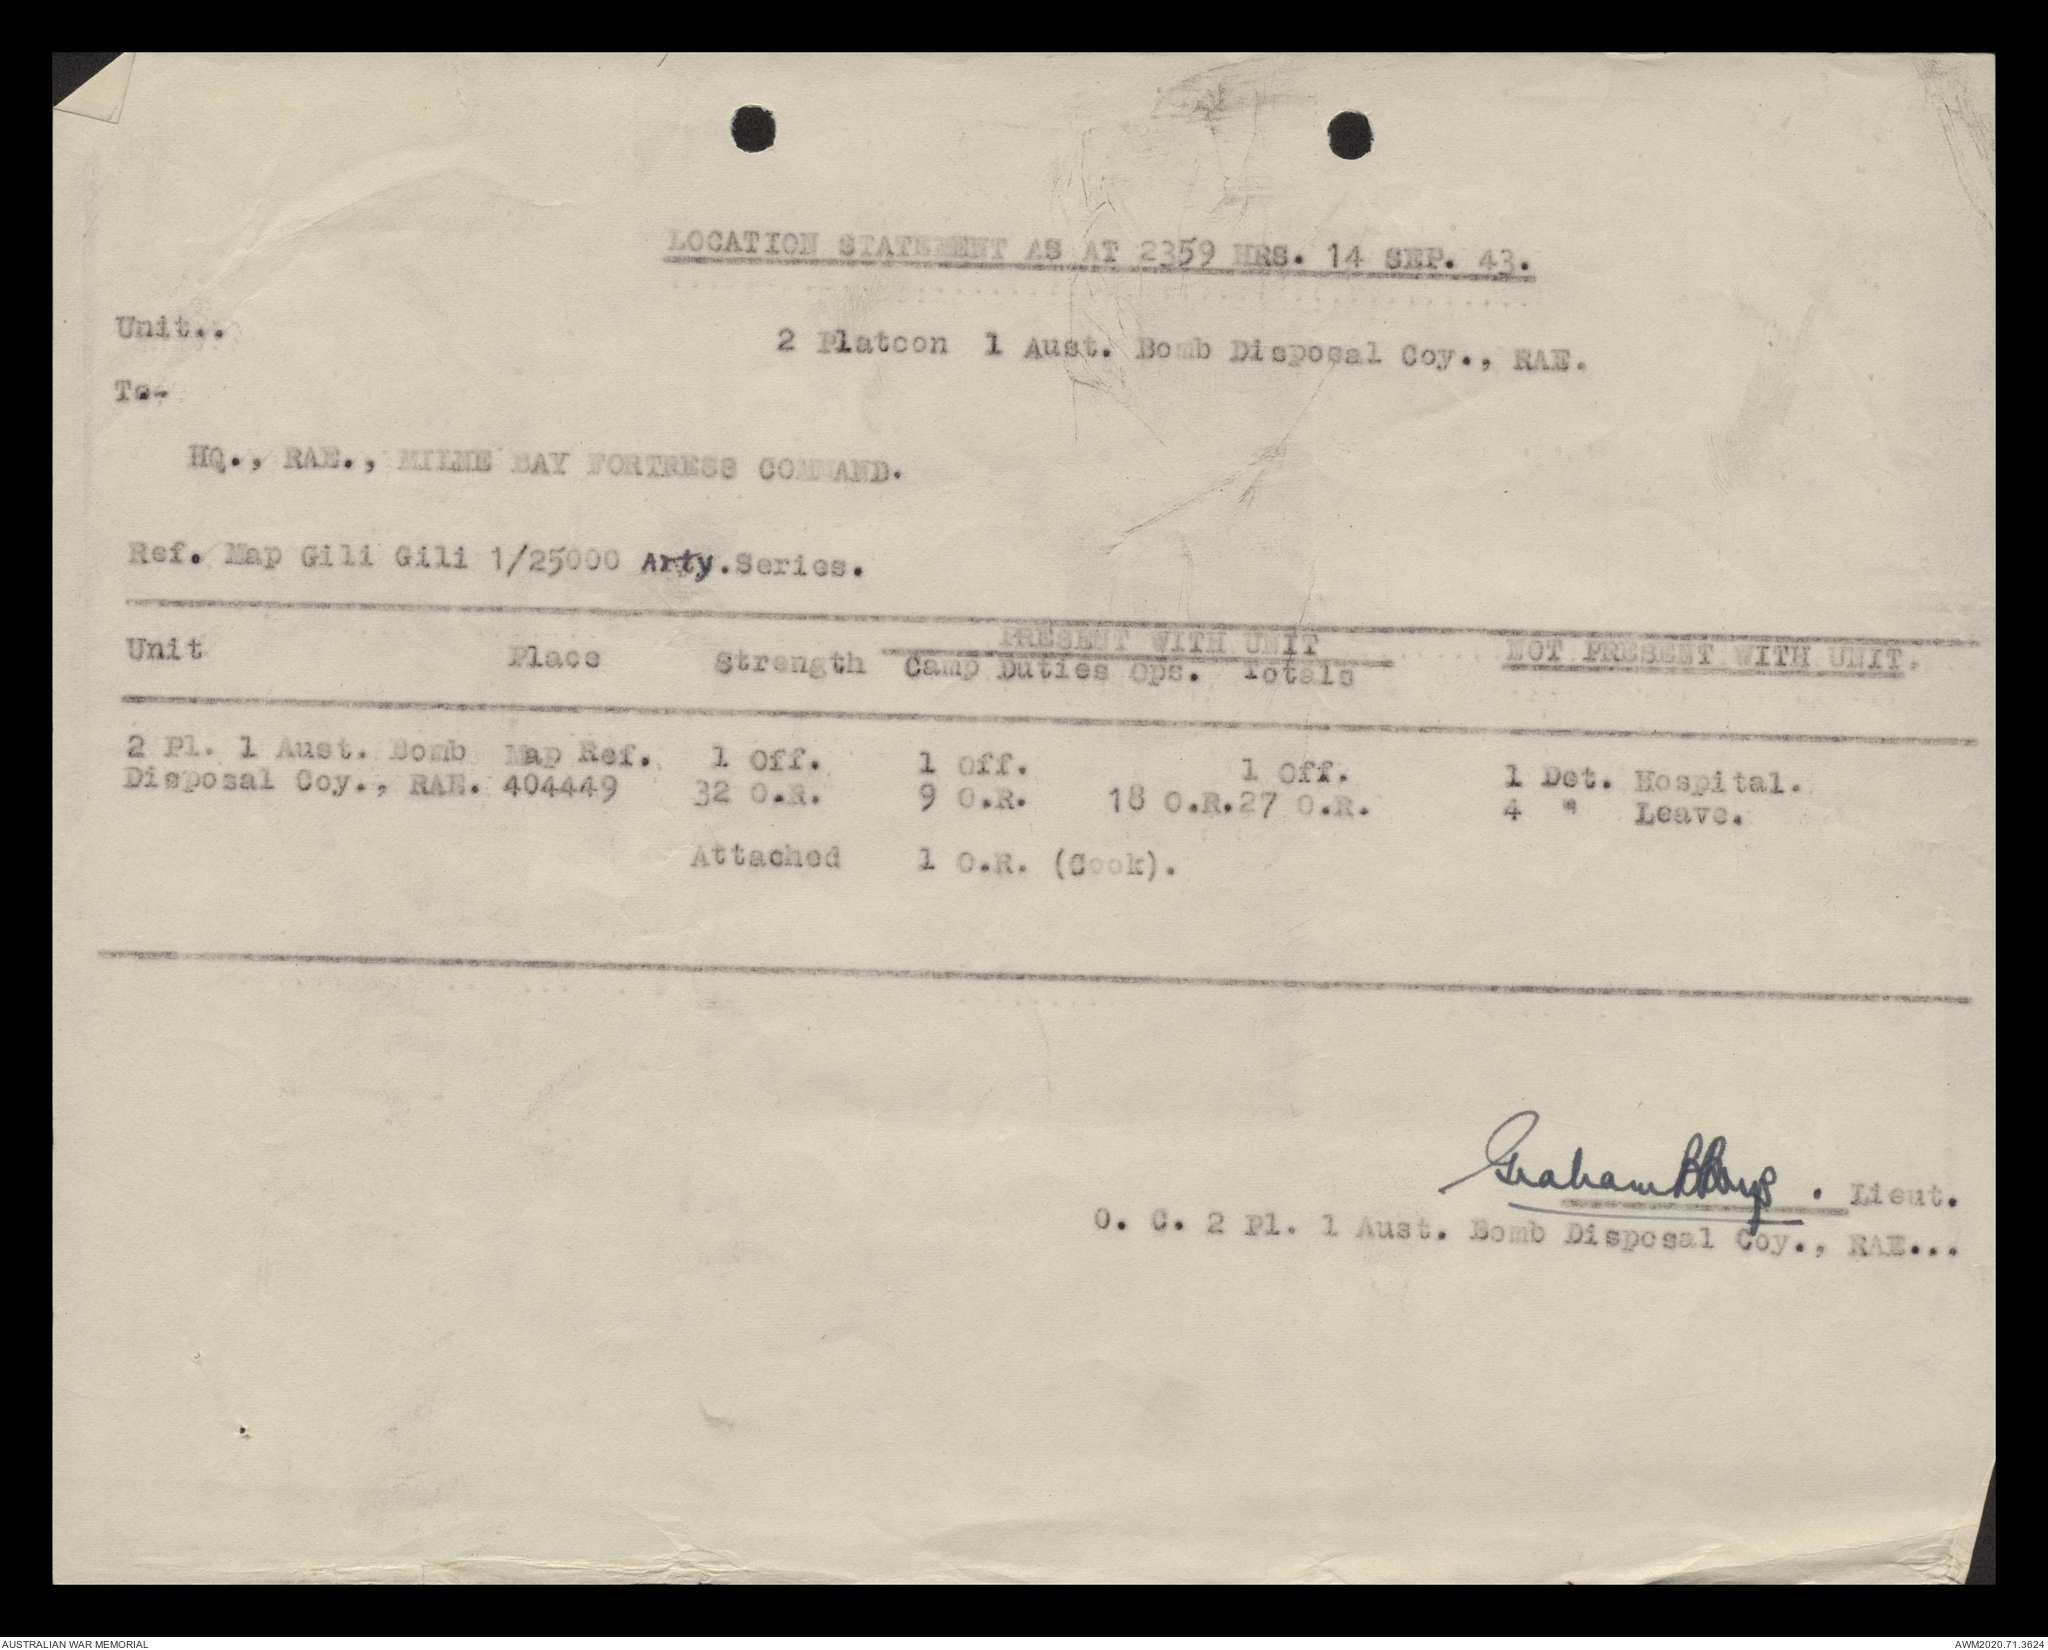 LOCATION STATEMENT AS AT 2359 HRS. 14 SEP. 43.
Unit..
2 Platoon 1 Aust. Bomb Disposal Coy., RAE.
To-
HQ., RAE., MILNE BAY FORTRESS COMMAND.
Ref. Map Gili Gili 1/25000 Arty.Series.
PRESENT WITH UNIT
Unit Place Strength Camp Duties Ops. Totals NOT PRESENT WITH UNIT.
2 Pl. 1 Aust. Bomb Map Ref. 1 Off. 1 Off. 1 Off. 1 Det. Hospital.
Disposal Coy., RAE. 404449 32 O.R. 9 O.R. 18 O.R.27 O.R. 4 " Leave.
Attached 1 O.R. (Cook).
Graham . Lieut.
O. C. 2 Pl. 1 Aust. Bomb Disposal Coy., RAE...
AUSTRALIAN WAR MEMORIAL
AWM2020.71.3624